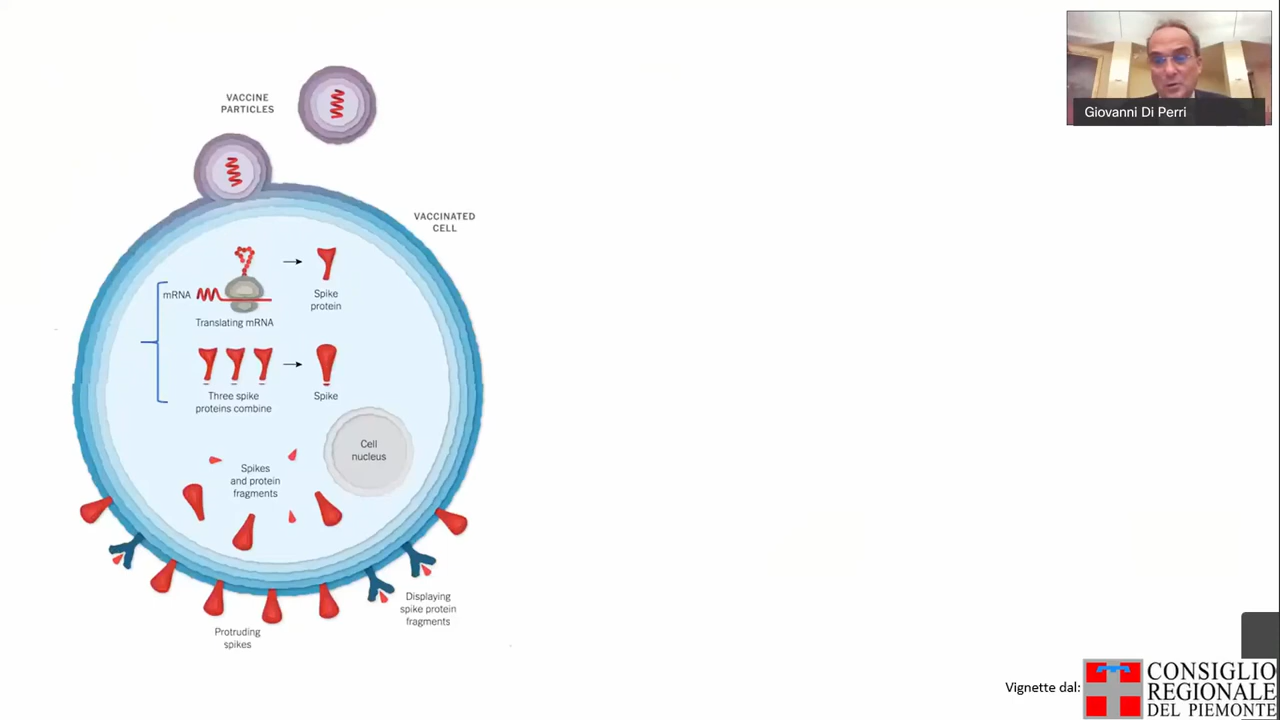 Giovanni Di Perri
VACCINE
PARTICLES
VACCINATED
CELL
mRNA
Translating mRNA
Spike
protein
Three spike
proteins combine
Spike
Cell
nucleus
Spikes
and protein
fragments
Displaying
spike protein
fragments
Protruding
spikes
Vignette dal:
CONSIGLIO
REGIONALE
DEL PIEMONTE